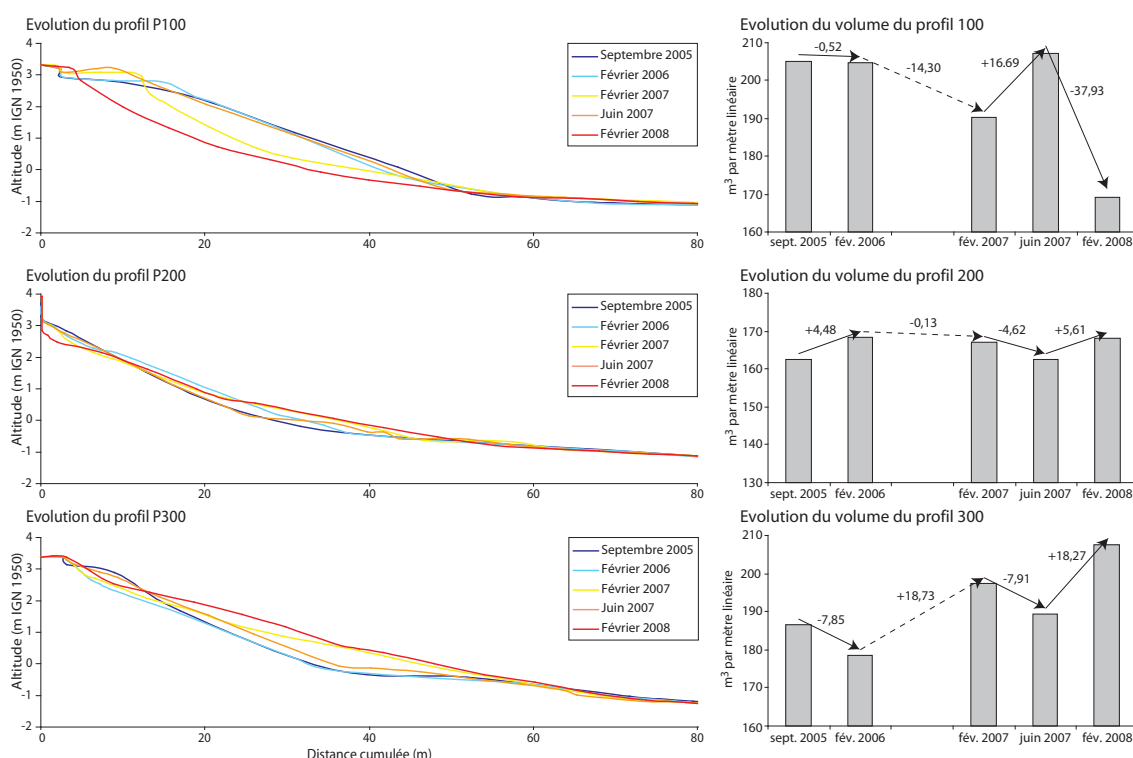 Evolution du profil P100
Altitude (m IGN 1950)
4
3
2
1
0
-1
-2
0
20
40
60
80
Septembre 2005
Février 2006
Février 2007
Juin 2007
Février 2008
Evolution du volume du profil 100
m³ par mètre linéaire
210
200
190
180
170
160
-0,52
-14,30
+16.69
-37,93
sept. 2005
fév. 2006
fév. 2007
juin 2007
fév. 2008
Evolution du profil P200
Altitude (m IGN 1950)
4
3
2
1
0
-1
-2
0
20
40
60
80
Septembre 2005
Février 2006
Février 2007
Juin 2007
Février 2008
Evolution du volume du profil 200
m³ par mètre linéaire
180
170
160
150
140
130
+4,48
-0,13
-4,62
+5,61
sept. 2005
fév. 2006
fév. 2007
juin 2007
fév. 2008
Evolution du profil P300
Altitude (m IGN 1950)
4
3
2
1
0
-1
-2
0
20
40
60
80
Distance cumulée (m)
Septembre 2005
Février 2006
Février 2007
Juin 2007
Février 2008
Evolution du volume du profil 300
m³ par mètre linéaire
210
200
190
180
170
160
-7,85
+18,73
-7,91
+18,27
sept. 2005
fév. 2006
fév. 2007
juin 2007
fév. 2008